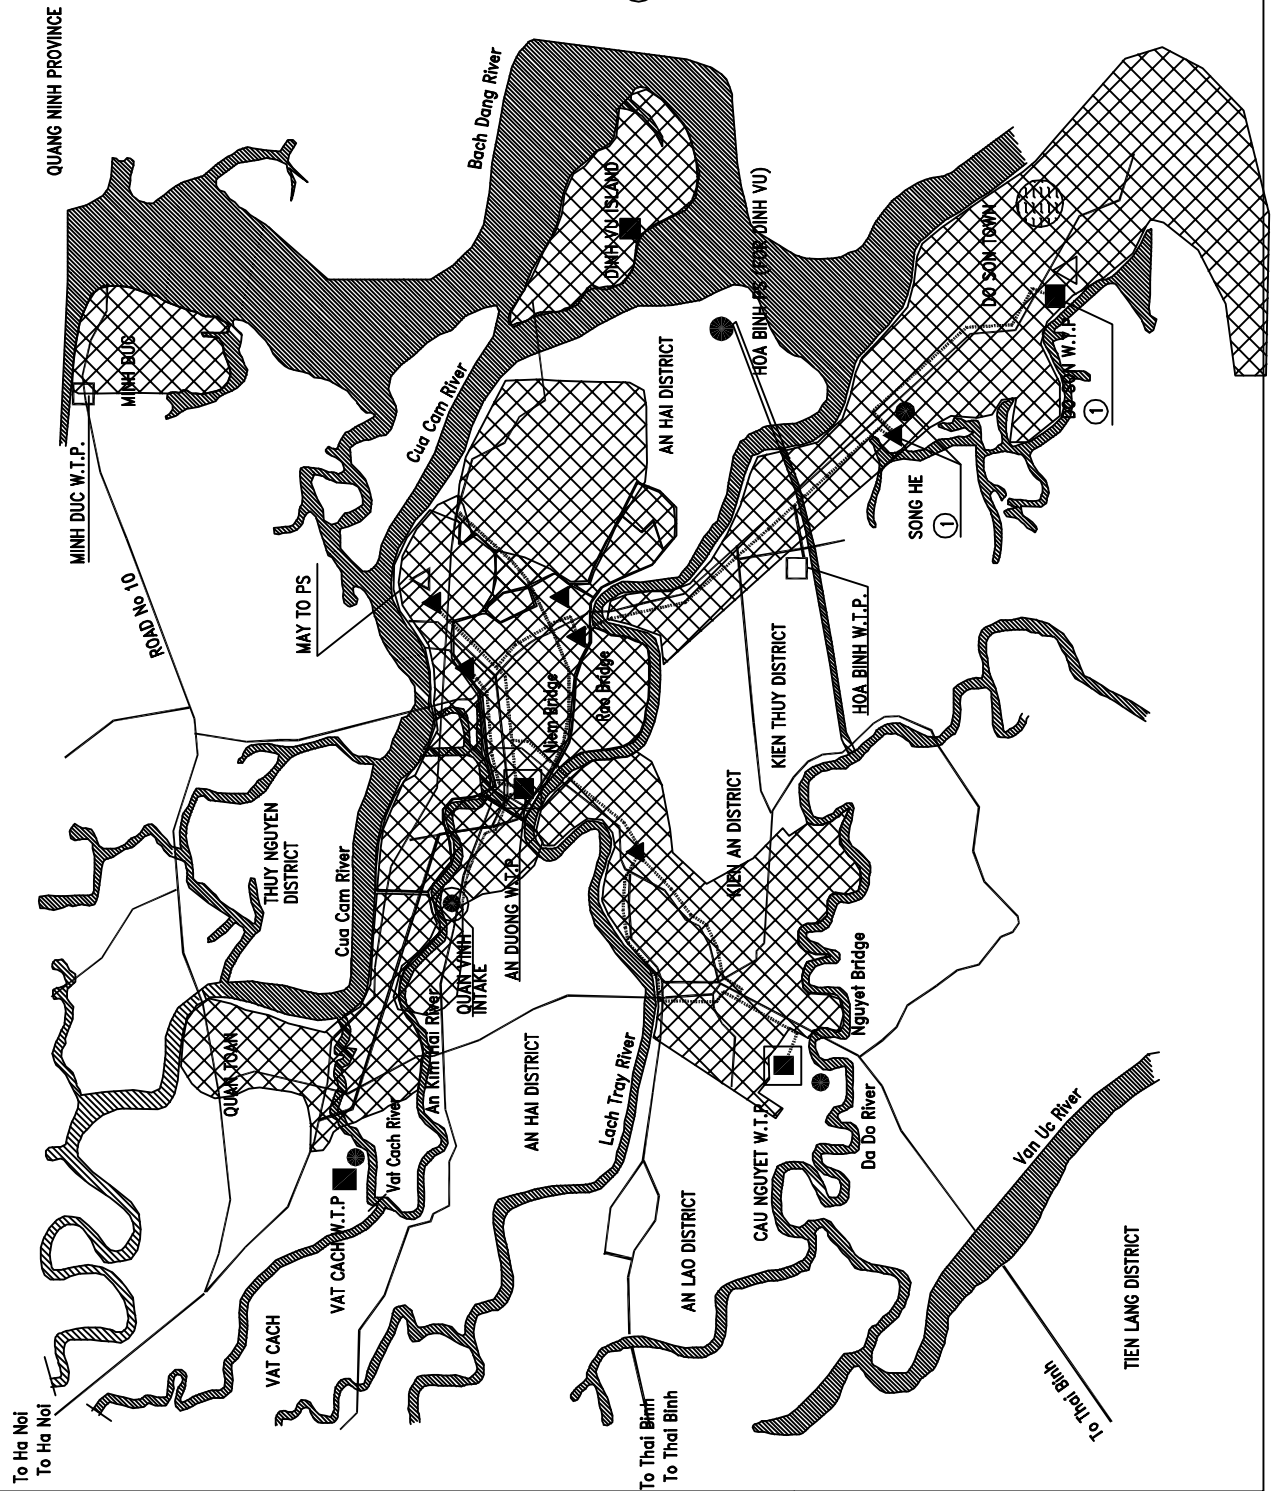 QUANG NINH PROVINCE
Bach Dang River
DINH VU ISLAND
HOA BINH PS (FOR DINH VU)
DO SON TOWN
MINH DUC
MINH DUC W.T.P.
Cua Cam River
AN HAI DISTRICT
DO SON W.T.P
1
SONG HE
1
ROAD No 10
MAY TO PS
Niem Bridge
Rao Bridge
KIEN THUY DISTRICT
HOA BINH W.T.P.
THUY NGUYEN
DISTRICT
Cua Cam River
KIEN AN DISTRICT
AN DUONG W.T.P
QUAN VINH
INTAKE
Nguyet Bridge
QUAN TOAN
An Kim Hai River
AN HAI DISTRICT
Lach Tray River
Vat Cach River
CAU NGUYET W.T.P.
Da Do River
Van Uc River
VAT CACH W.T.P
AN LAO DISTRICT
VAT CACH
TIEN LANG DISTRICT
To Ha Noi
To Ha Noi
To Thai Binh
To Thai Binh
To Thai Binh